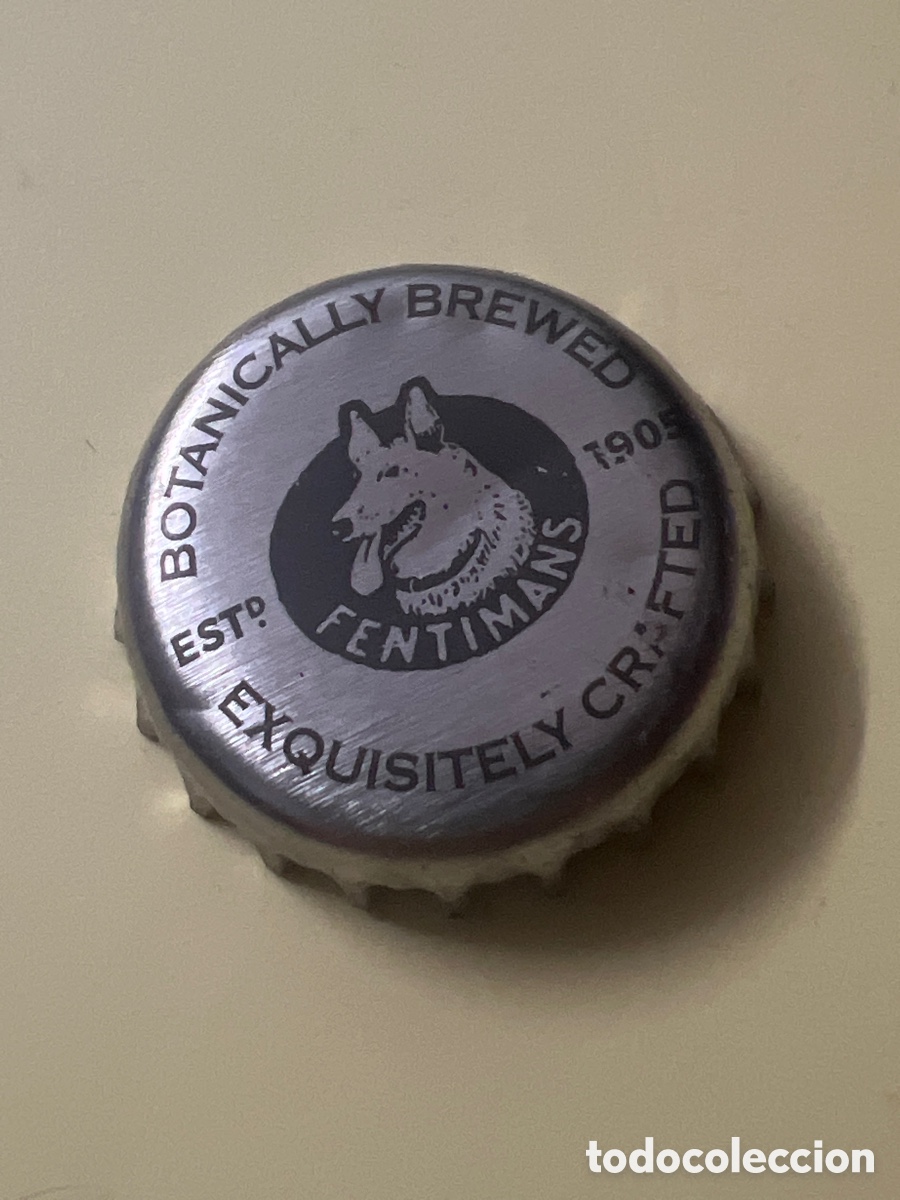 BOTANICALLY BREWED
ESTD. 1905
FENTIMANS
EXQUISITELY CRAFTED
todocoleccion